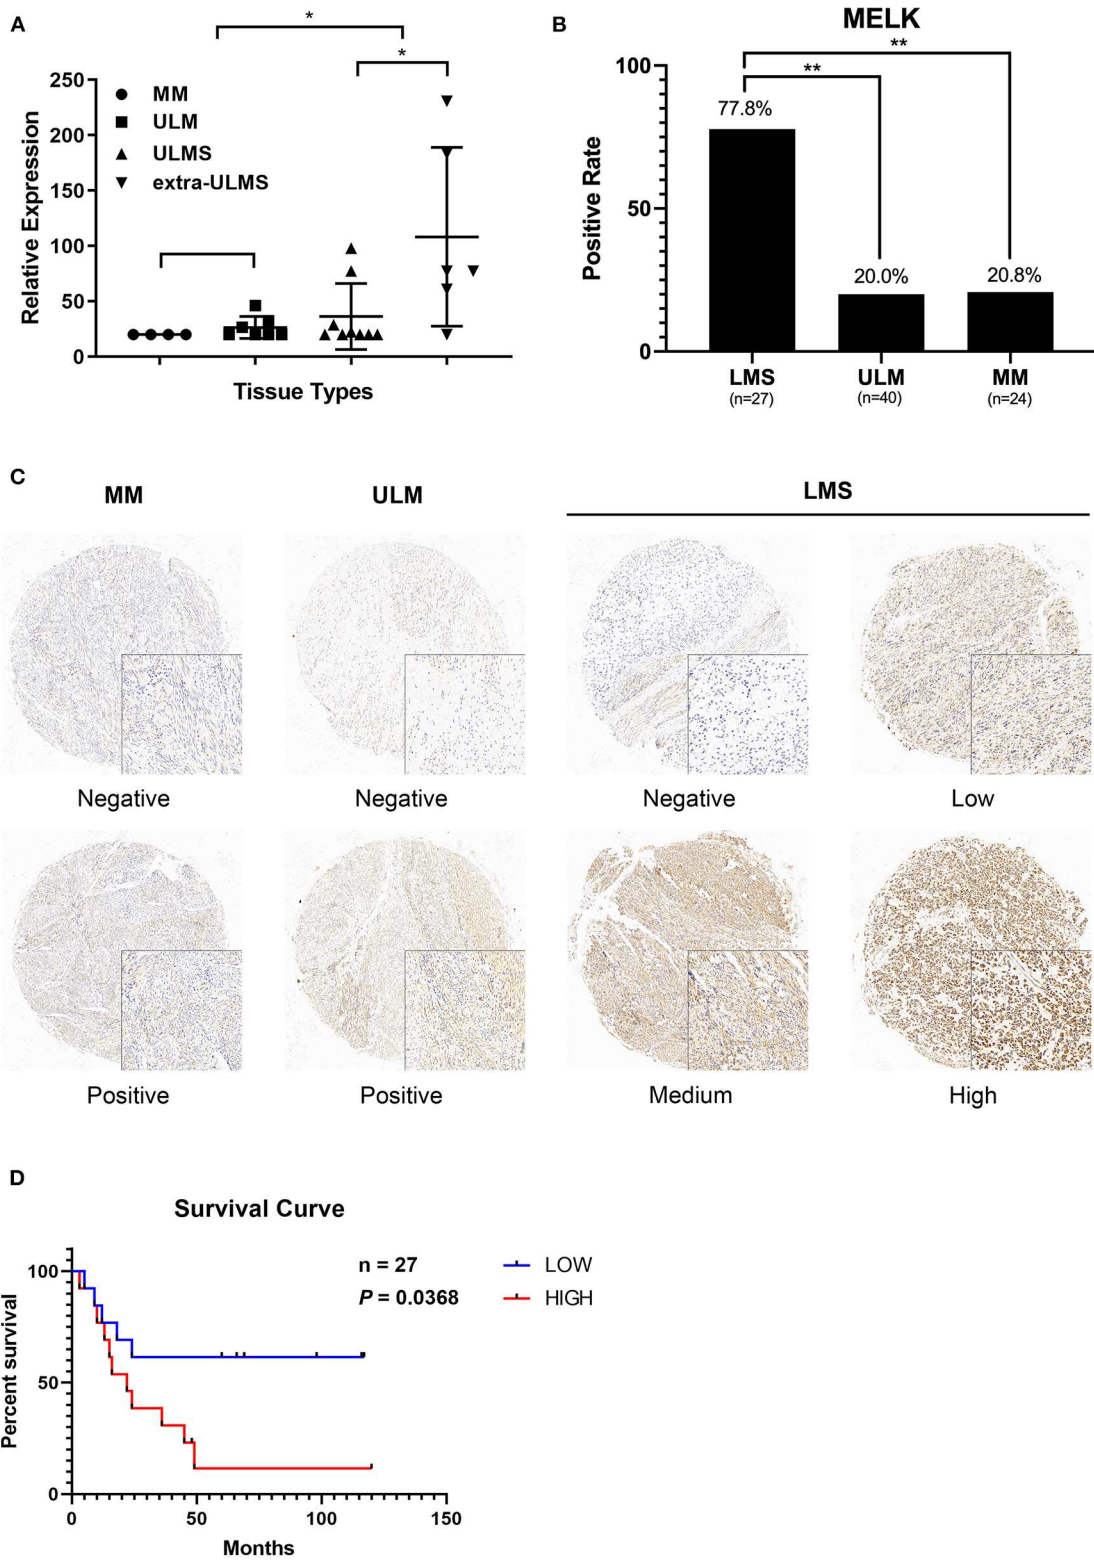 A
*
*
250
200
150
100
50
0
Relative Expression
MM
ULM
ULMS
extra-ULMS
Tissue Types
B
MELK
**
**
100
50
0
Positive Rate
77.8%
20.0%
20.8%
LMS ULM MM
(n=27) (n=40) (n=24)
C
MM ULM LMS
Negative Negative Negative Low
Positive Positive Medium High
D
Survival Curve
n = 27
P = 0.0368
LOW
HIGH
100
50
0
Percent survival
0 50 100 150
Months